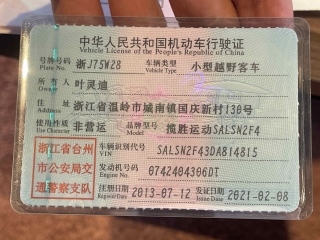 中华人民共和国机动车行驶证
Vehicle License of the People's Republic of China
号牌号码 浙J75W28 车辆类型 小型越野客车
Plate No. Vehicle Type
所有人 叶灵迪
Owner
住址 浙江省温岭市城南镇国庆新村130号
Address
使用性质 非营运 品牌型号 揽胜运动SALSN2F4
Use Character Model
浙江省台州 车辆识别代号 SALSN2F43DA814815
市公安局交 VIN
通警察支队 发动机号码 0742404306DT
Engine No.
注册日期 2013-07-12 发证日期 2021-02-08
Register Date Issue Date